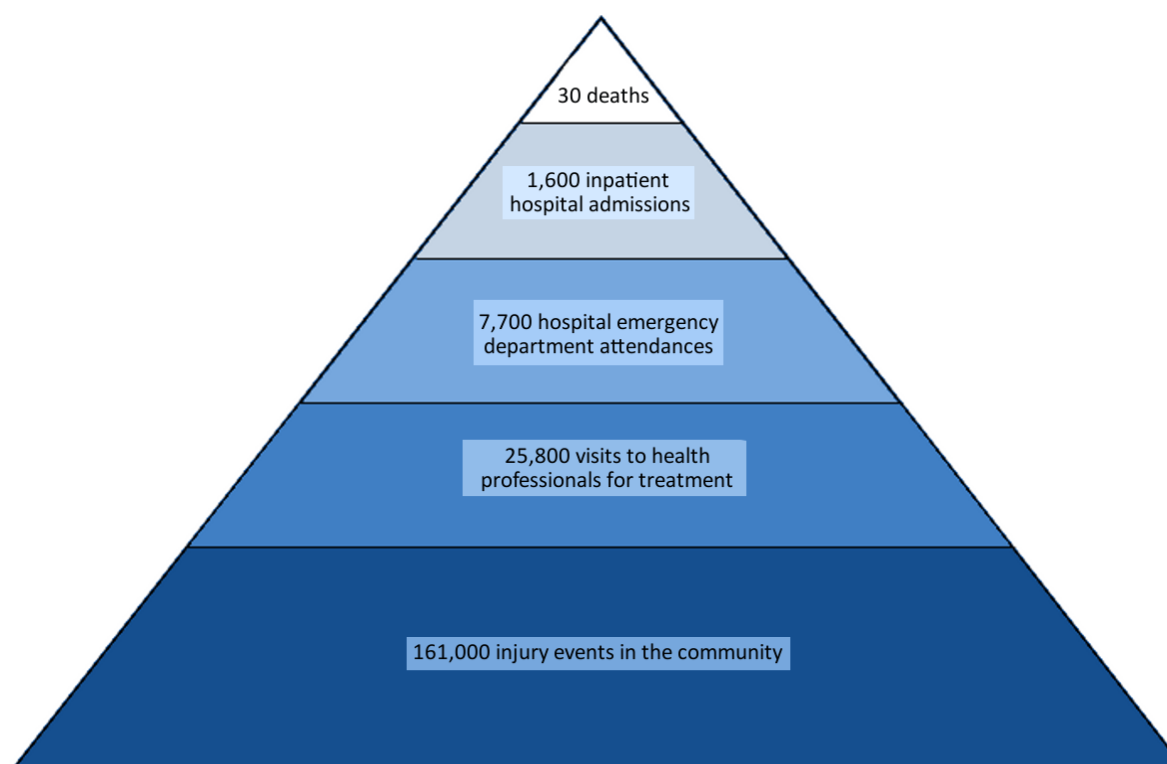 30 deaths
1,600 inpatient
hospital admissions
7,700 hospital emergency
department attendances
25,800 visits to health
professionals for treatment
161,000 injury events in the community